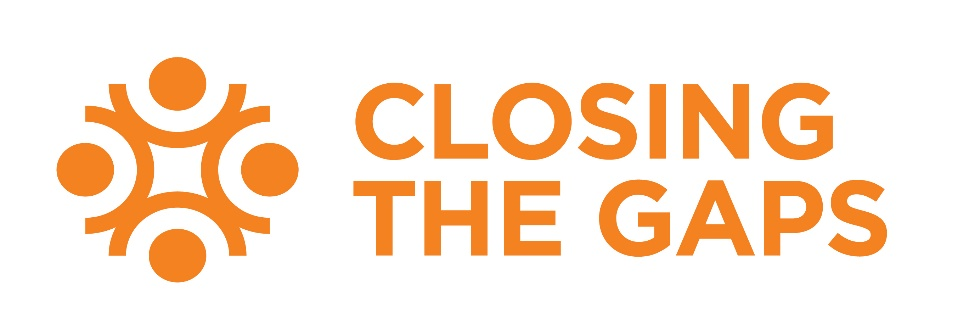 CLOSING
THE GAPS